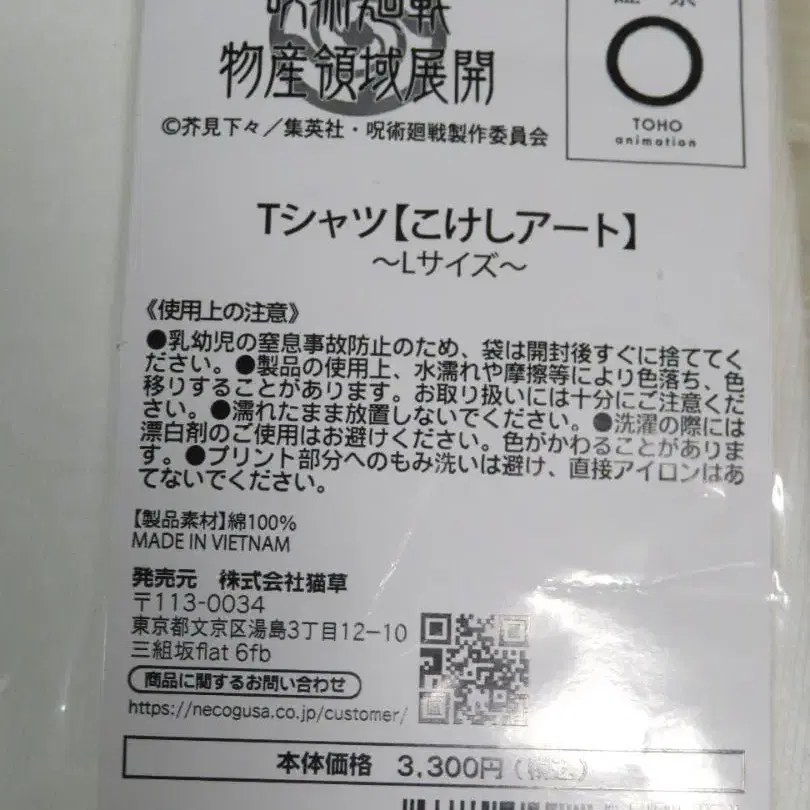 呪術廻戦
物産領域展開
©芥見下々／集英社・呪術廻戦製作委員会
TOHO
animation
Tシャツ【こけしアート】
～Lサイズ～
《使用上の注意》
●乳幼児の窒息事故防止のため、袋は開封後すぐに捨ててく
ださい。●製品の使用上、水濡れや摩擦等により色落ち、色
移りすることがあります。お取り扱いには十分にご注意くだ
さい。●濡れたまま放置しないでください。●洗濯の際には
漂白剤のご使用はお避けください。色がかわることがありま
す。●プリント部分へのもみ洗いは避け、直接アイロンはあ
てないでください。
【製品素材】綿100%
MADE IN VIETNAM
発売元　株式会社猫草
〒113-0034
東京都文京区湯島3丁目12－10
三組坂flat 6fb
商品に関するお問い合わせ
https://necogusa.co.jp/customer/
本体価格　3,300円（税込）